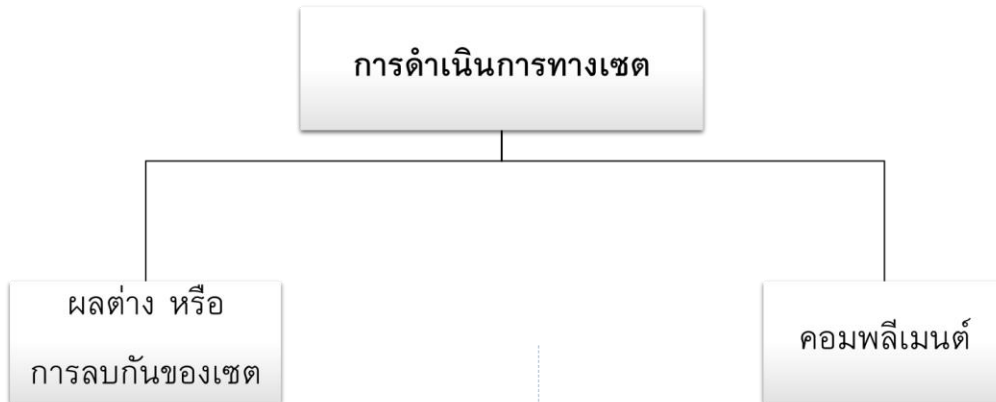 การดำเนินการทางเซต
ผลต่าง หรือ
การลบกันของเซต
คอมพลีเมนต์